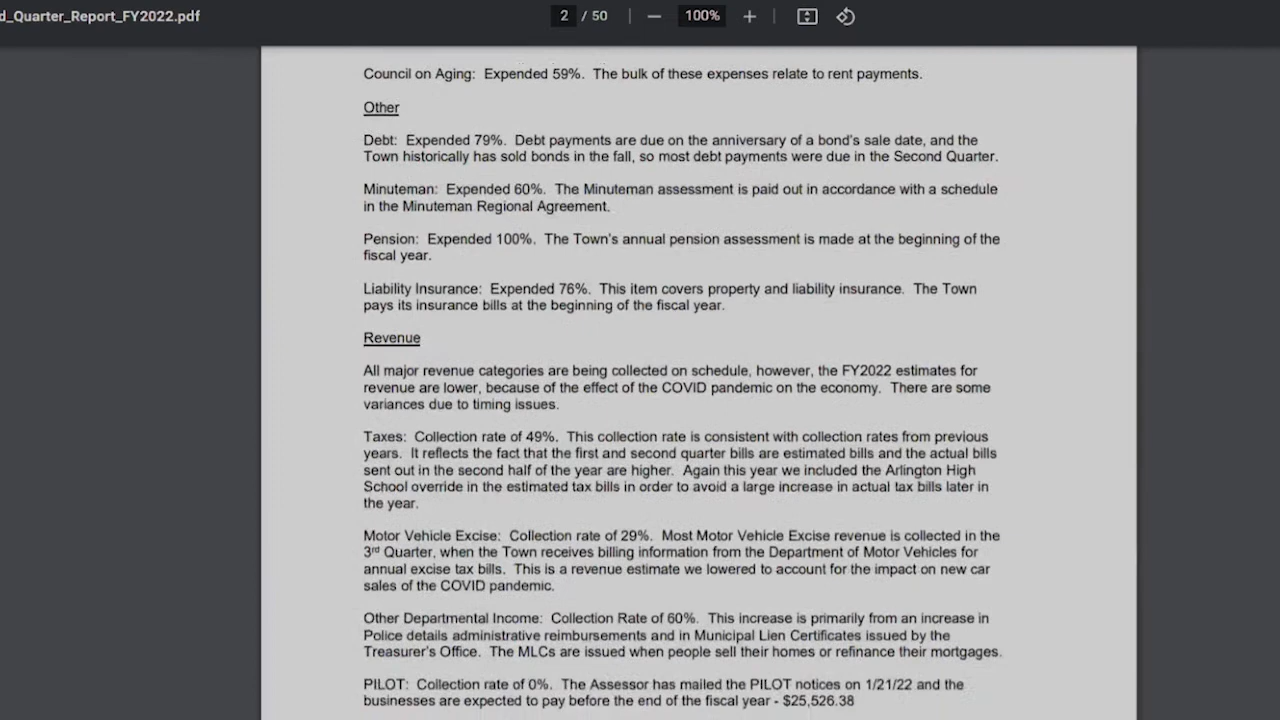 d_Quarter_Report_FY2022.pdf
2 / 50
100%
Council on Aging: Expended 59%. The bulk of these expenses relate to rent payments.
Other
Debt: Expended 79%. Debt payments are due on the anniversary of a bond's sale date, and the
Town historically has sold bonds in the fall, so most debt payments were due in the Second Quarter.
Minuteman: Expended 60%. The Minuteman assessment is paid out in accordance with a schedule
in the Minuteman Regional Agreement.
Pension: Expended 100%. The Town's annual pension assessment is made at the beginning of the
fiscal year.
Liability Insurance: Expended 76%. This item covers property and liability insurance. The Town
pays its insurance bills at the beginning of the fiscal year.
Revenue
All major revenue categories are being collected on schedule, however, the FY2022 estimates for
revenue are lower, because of the effect of the COVID pandemic on the economy. There are some
variances due to timing issues.
Taxes: Collection rate of 49%. This collection rate is consistent with collection rates from previous
years. It reflects the fact that the first and second quarter bills are estimated bills and the actual bills
sent out in the second half of the year are higher. Again this year we included the Arlington High
School override in the estimated tax bills in order to avoid a large increase in actual tax bills later in
the year.
Motor Vehicle Excise: Collection rate of 29%. Most Motor Vehicle Excise revenue is collected in the
3rd Quarter, when the Town receives billing information from the Department of Motor Vehicles for
annual excise tax bills. This is a revenue estimate we lowered to account for the impact on new car
sales of the COVID pandemic.
Other Departmental Income: Collection Rate of 60%. This increase is primarily from an increase in
Police details administrative reimbursements and in Municipal Lien Certificates issued by the
Treasurer's Office. The MLCs are issued when people sell their homes or refinance their mortgages.
PILOT: Collection rate of 0%. The Assessor has mailed the PILOT notices on 1/21/22 and the
businesses are expected to pay before the end of the fiscal year - $25,526.38